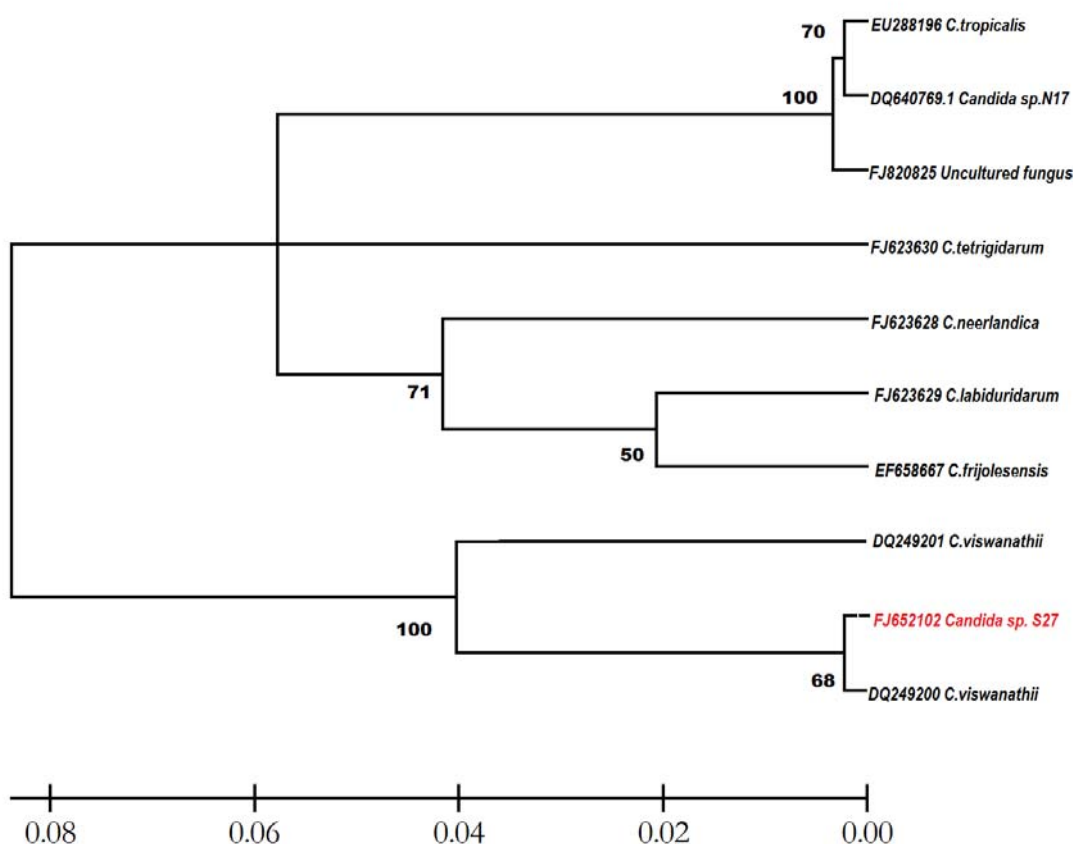 70
EU288196 C.tropicalis
100
DQ640769.1 Candida sp.N17
FJ820825 Uncultured fungus
FJ623630 C.tetrigidarum
FJ623628 C.neerlandica
71
FJ623629 C.labiduridarum
50
EF658667 C.frijolesensis
DQ249201 C.viswanathii
100
FJ652102 Candida sp. S27
68
DQ249200 C.viswanathii
0.08 0.06 0.04 0.02 0.00